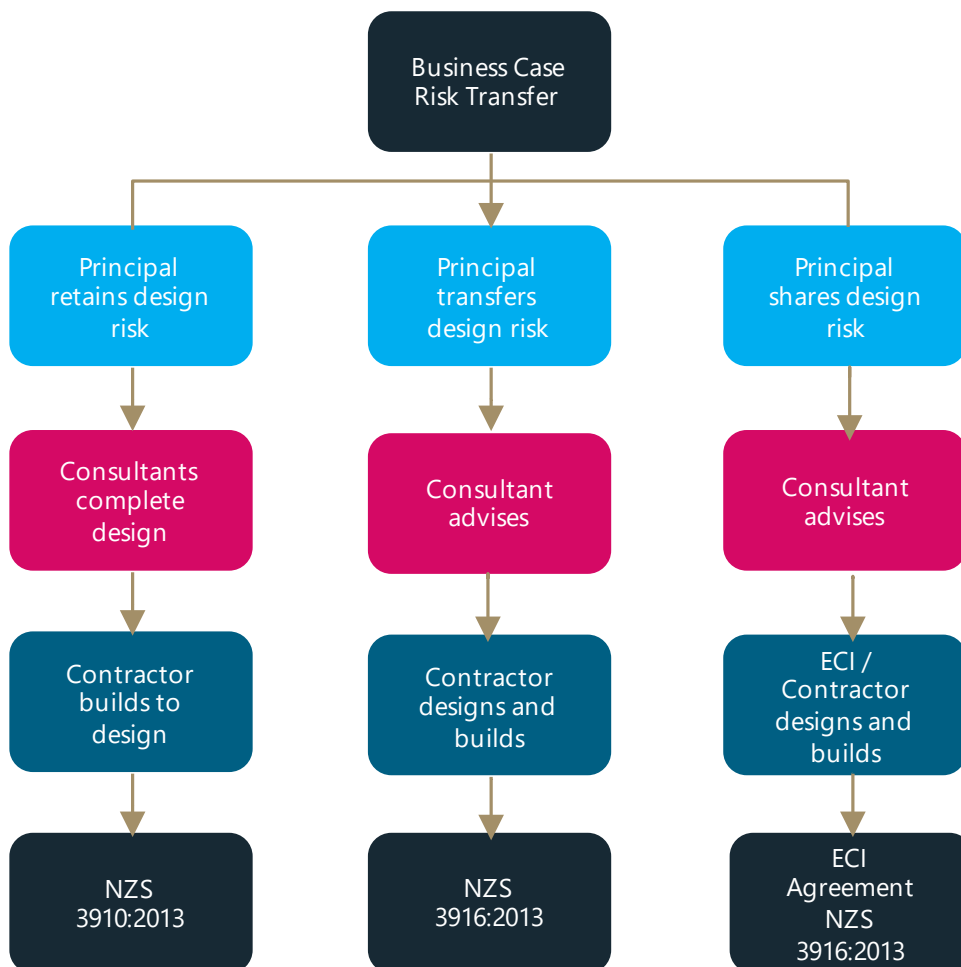 Business Case
Risk Transfer
Principal
retains design
risk
Principal
transfers
design risk
Principal
shares design
risk
Consultants
complete
design
Consultant
advises
Consultant
advises
Contractor
builds to
design
Contractor
designs and
builds
ECI /
Contractor
designs and
builds
NZS
3910:2013
NZS
3916:2013
ECI
Agreement
NZS
3916:2013